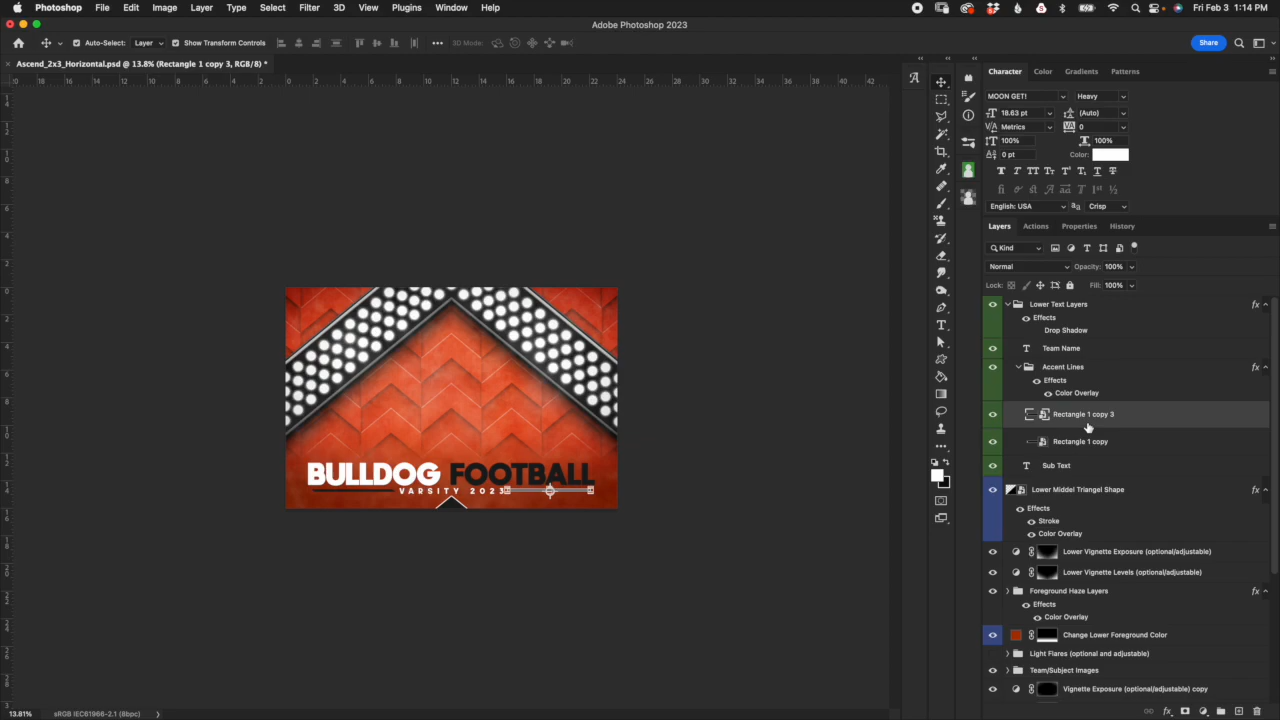 Photoshop File Edit Image Layer Type Select Filter 3D View Plugins Window Help Fri Feb 3 1:14 PM
Adobe Photoshop 2023
Auto-Select: Layer Show Transform Controls 3D Mode: Share
Ascend_2x3_Horizontal.psd @ 13.8% (Rectangle 1 copy 3, RGB/8) *
Character Color Gradients Patterns
MOON GET! Heavy
18.63 pt (Auto)
Metrics 0
100% 100%
0 pt Color:
English: USA Crisp
Layers Actions Properties History
Kind
Normal Opacity: 100%
Lock: Fill: 100%
Lower Text Layers
Effects
Drop Shadow
Team Name
Accent Lines
Effects
Color Overlay
Rectangle 1 copy 3
Rectangle 1 copy
Sub Text
Lower Middel Triangel Shape
Effects
Stroke
Color Overlay
Lower Vignette Exposure (optional/adjustable)
Lower Vignette Levels (optional/adjustable)
Foreground Haze Layers
Effects
Color Overlay
Change Lower Foreground Color
Light Flares (optional and adjustable)
Team/Subject Images
Vignette Exposure (optional/adjustable) copy
BULLDOG FOOTBALL
VARSITY 2023
13.81% sRGB IEC61966-2.1 (8bpc)